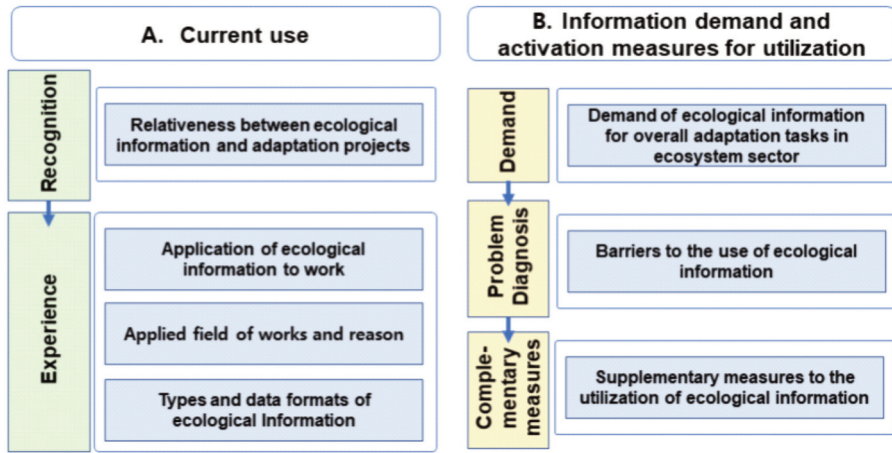 A. Current use
Recognition
Relativeness between ecological
information and adaptation projects
Experience
Application of ecological
information to work
Applied field of works and reason
Types and data formats of
ecological Information
B. Information demand and
activation measures for utilization
Demand
Demand of ecological information
for overall adaptation tasks in
ecosystem sector
Problem
Diagnosis
Barriers to the use of ecological
information
Comple-
mentary
measures
Supplementary measures to the
utilization of ecological information